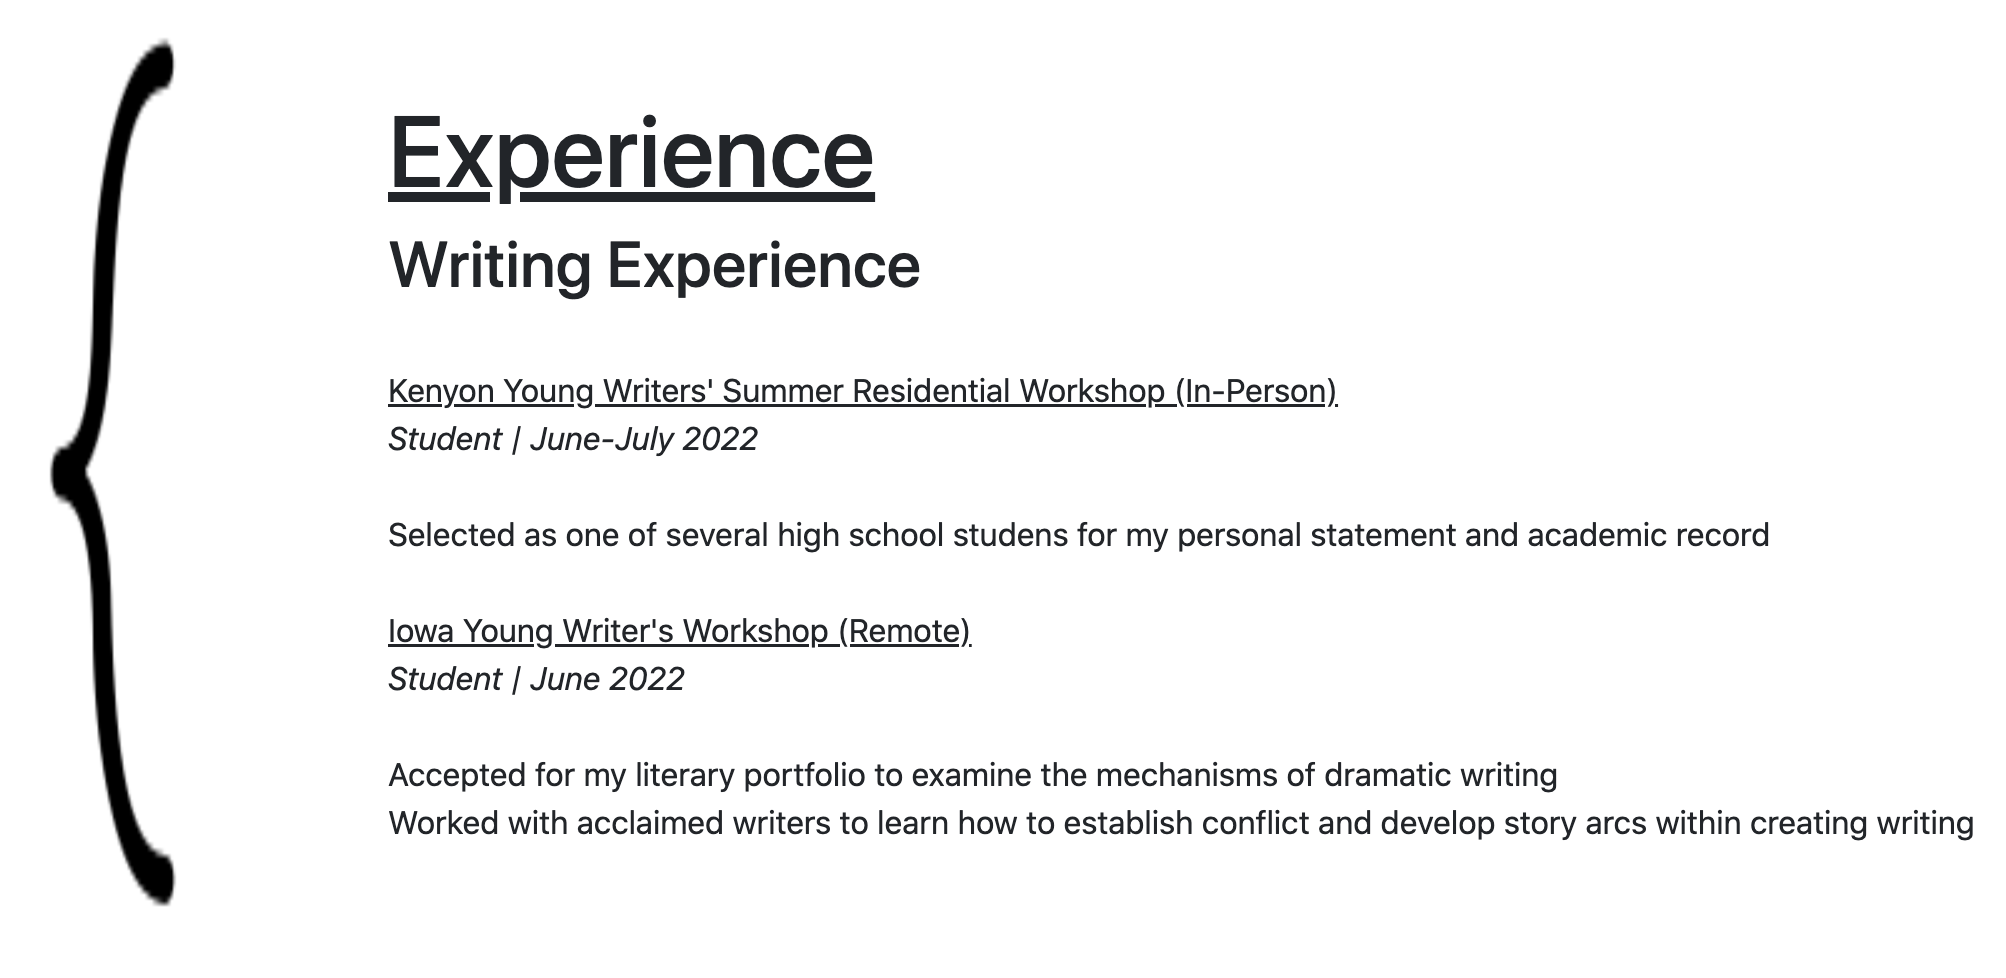 Experience
Writing Experience
Kenyon Young Writers' Summer Residential Workshop (In-Person)
Student | June-July 2022
Selected as one of several high school studens for my personal statement and academic record
Iowa Young Writer's Workshop (Remote)
Student | June 2022
Accepted for my literary portfolio to examine the mechanisms of dramatic writing
Worked with acclaimed writers to learn how to establish conflict and develop story arcs within creating writing